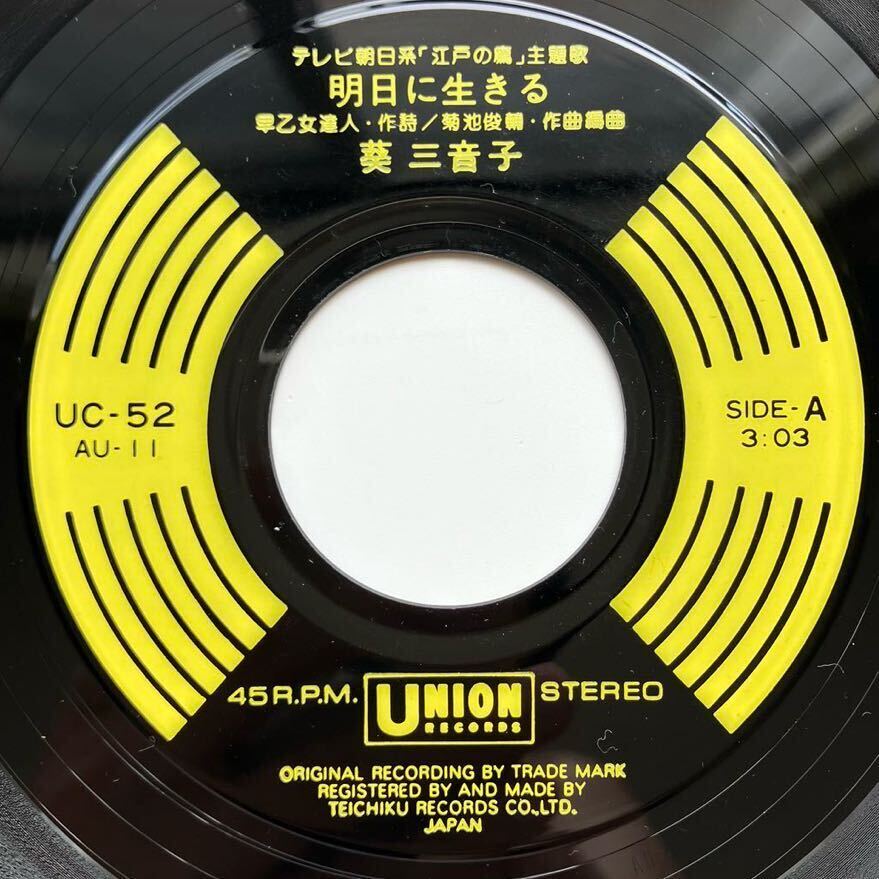 テレビ朝日系「江戸の鷹」主題歌
明日に生きる
早乙女達人・作詩／菊池俊輔・作曲編曲
葵 三音子
UC-52
AU-11
SIDE-A
3:03
45 R.P.M.
UNION
RECORDS
STEREO
ORIGINAL RECORDING BY TRADE MARK
REGISTERED BY AND MADE BY
TEICHIKU RECORDS CO.,LTD.
JAPAN